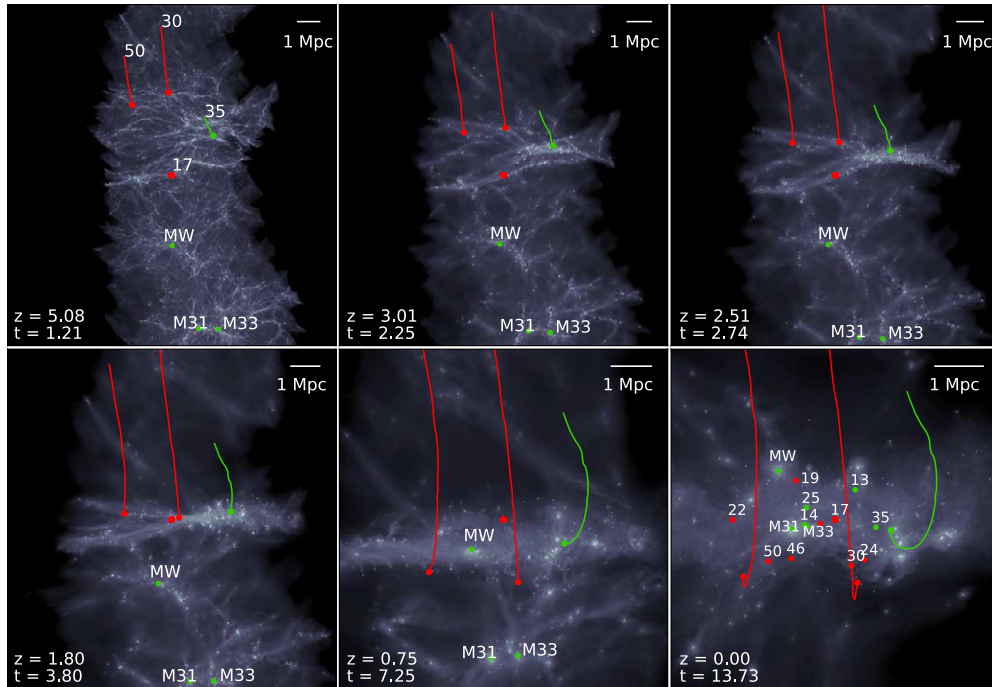 30
50
1 Mpc
35
17
MW
z = 5.08
t = 1.21
M31 M33
1 Mpc
MW
z = 3.01
t = 2.25
M31 M33
1 Mpc
MW
z = 2.51
t = 2.74
M31 M33
1 Mpc
MW
z = 1.80
t = 3.80
M31 M33
1 Mpc
MW
z = 0.75
t = 7.25
M31 M33
1 Mpc
MW
19
13
25
22
14
17
35
M31
M33
50
46
30
24
z = 0.00
t = 13.73